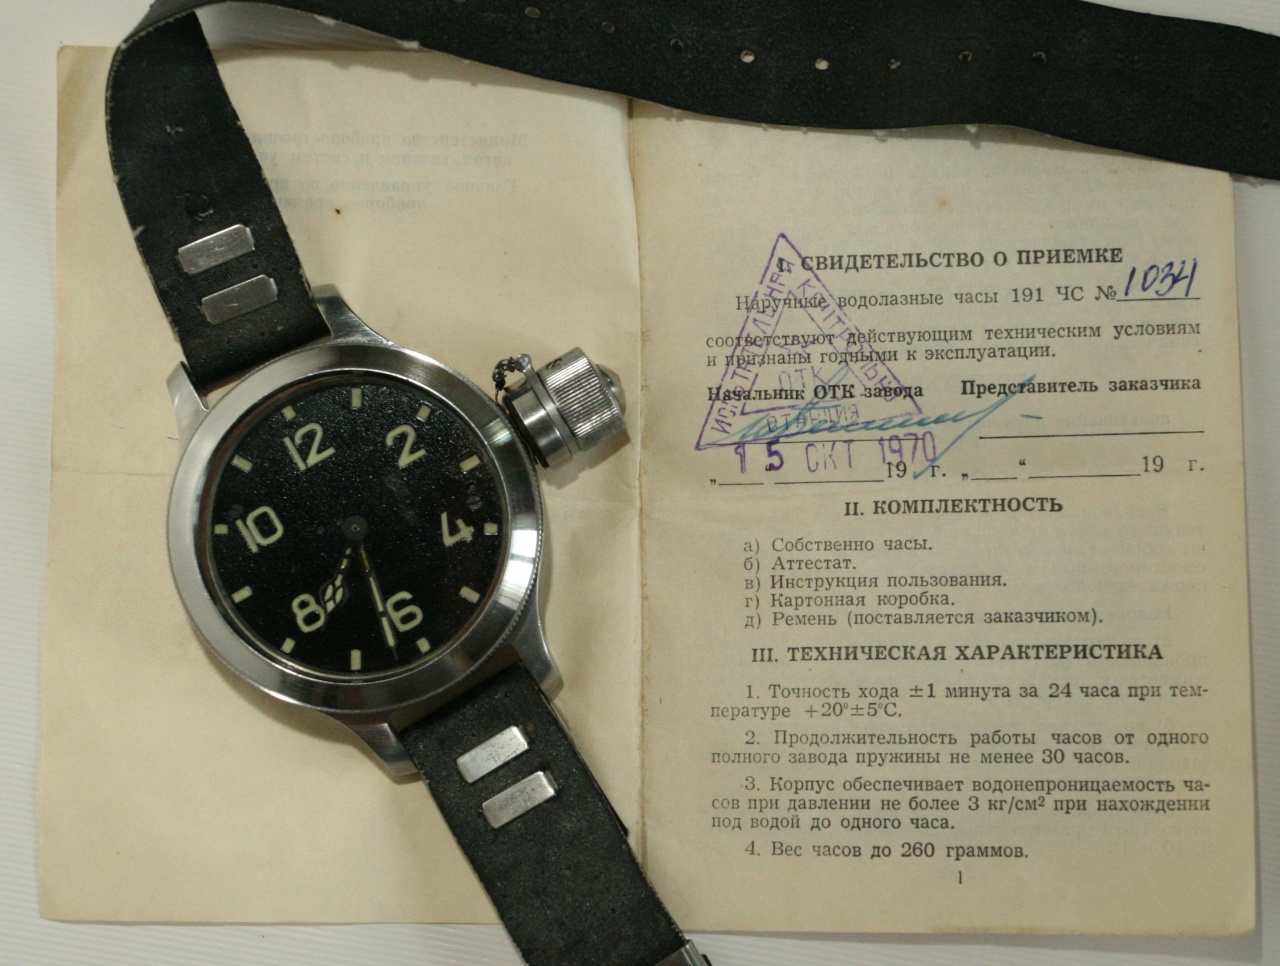 12
2
10
4
8
6
I. СВИДЕТЕЛЬСТВО О ПРИЕМКЕ
Наручные водолазные часы 191 ЧС № 1034
соответствуют действующим техническим условиям
и признаны годными к эксплуатации.
Начальник ОТК завода Представитель заказчика
ОТК
15 ОКТ 1970
„____“ ________ 19 г. „____“ ________ 19 г.
II. КОМПЛЕКТНОСТЬ
а) Собственно часы.
б) Аттестат.
в) Инструкция пользования.
г) Картонная коробка.
д) Ремень (поставляется заказчиком).
III. ТЕХНИЧЕСКАЯ ХАРАКТЕРИСТИКА
1. Точность хода ±1 минута за 24 часа при тем-
пературе +20°±5°С.
2. Продолжительность работы часов от одного
полного завода пружины не менее 30 часов.
3. Корпус обеспечивает водонепроницаемость ча-
сов при давлении не более 3 кг/см² при нахождении
под водой до одного часа.
4. Вес часов до 260 граммов.
1